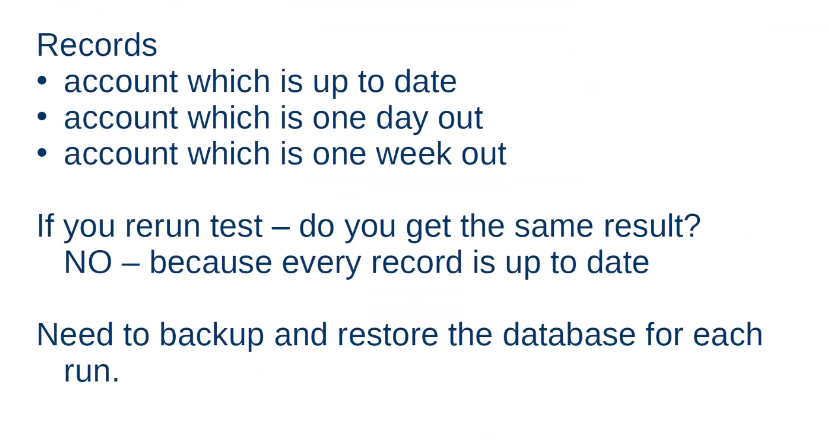 Records
• account which is up to date
• account which is one day out
• account which is one week out
If you rerun test – do you get the same result?
NO – because every record is up to date
Need to backup and restore the database for each
run.